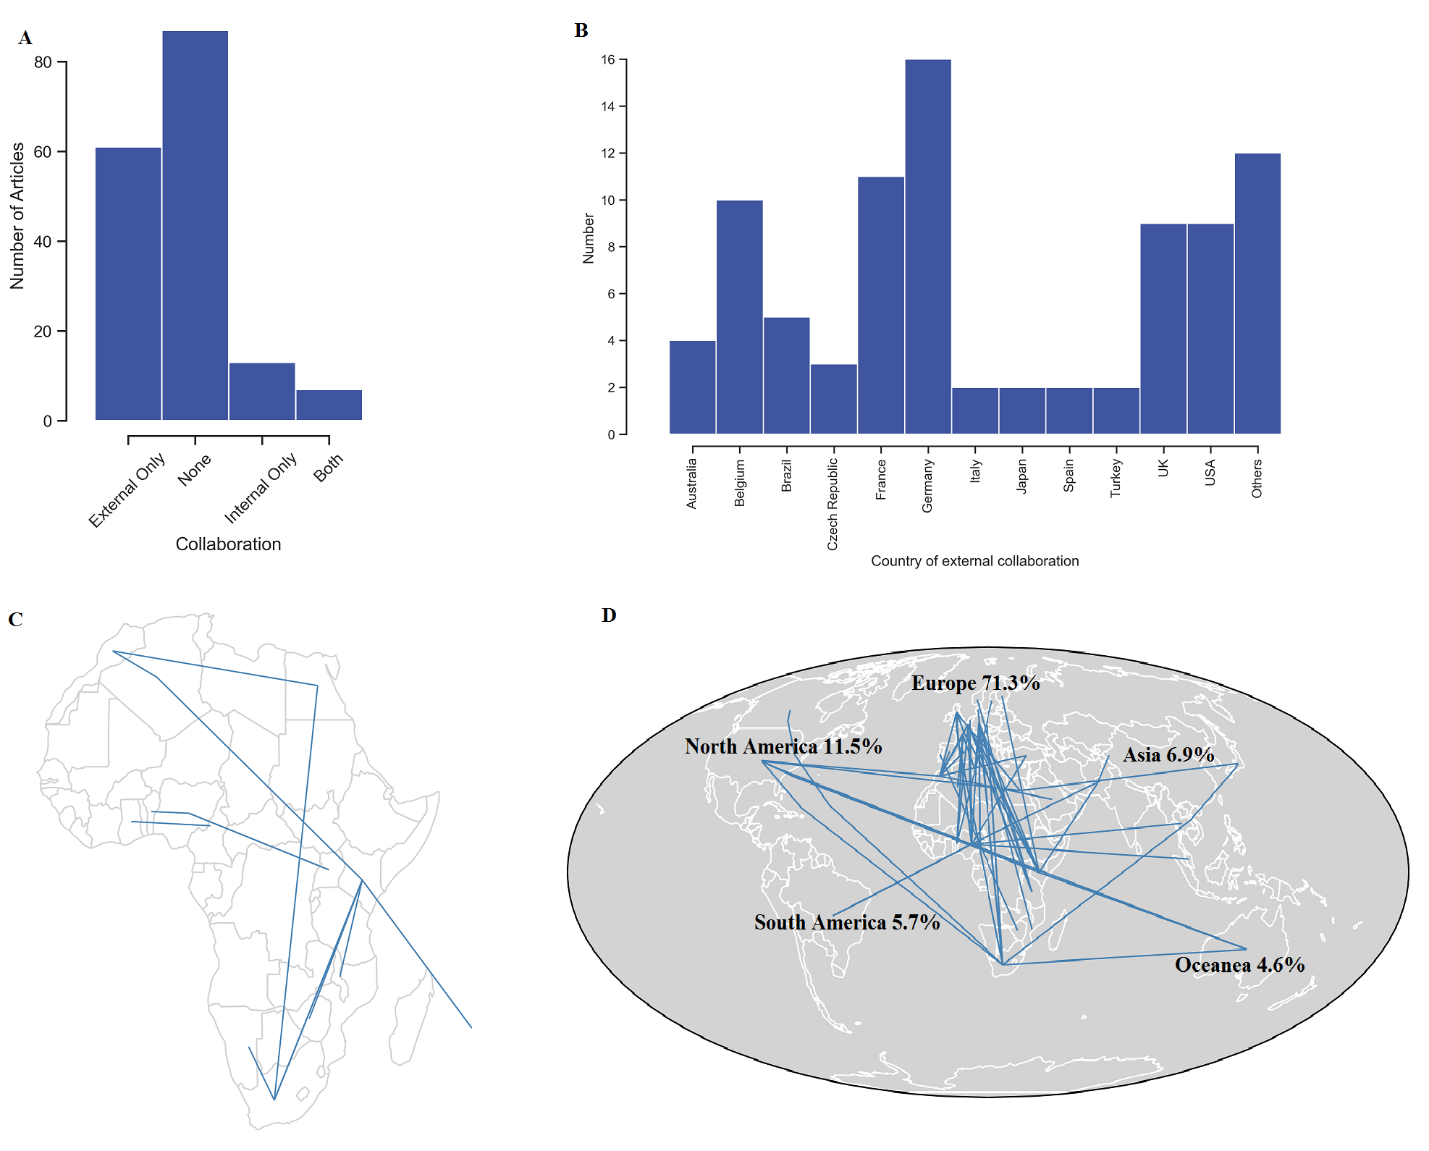 A
Number of Articles
80
60
40
20
0
External Only
None
Internal Only
Both
Collaboration
B
Number
16
14
12
10
8
6
4
2
0
Australia
Belgium
Brazil
Czech Republic
France
Germany
Italy
Japan
Spain
Turkey
UK
USA
Others
Country of external collaboration
C
D
Europe 71.3%
North America 11.5%
Asia 6.9%
South America 5.7%
Oceanea 4.6%